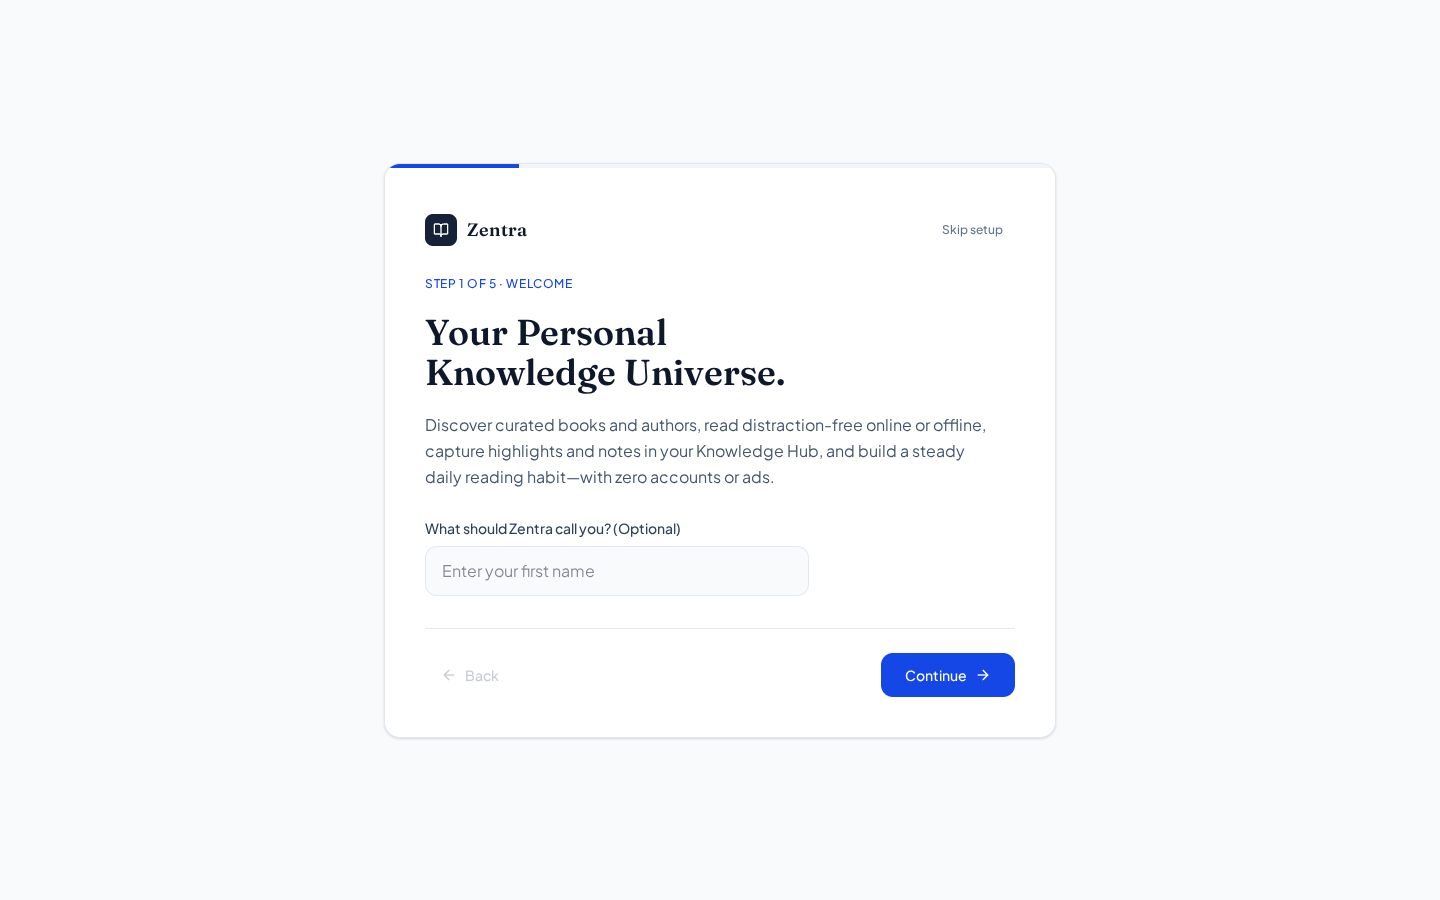 Zentra
Skip setup
STEP 1 OF 5 · WELCOME
Your Personal
Knowledge Universe.
Discover curated books and authors, read distraction-free online or offline,
capture highlights and notes in your Knowledge Hub, and build a steady
daily reading habit—with zero accounts or ads.
What should Zentra call you? (Optional)
Enter your first name
Back
Continue